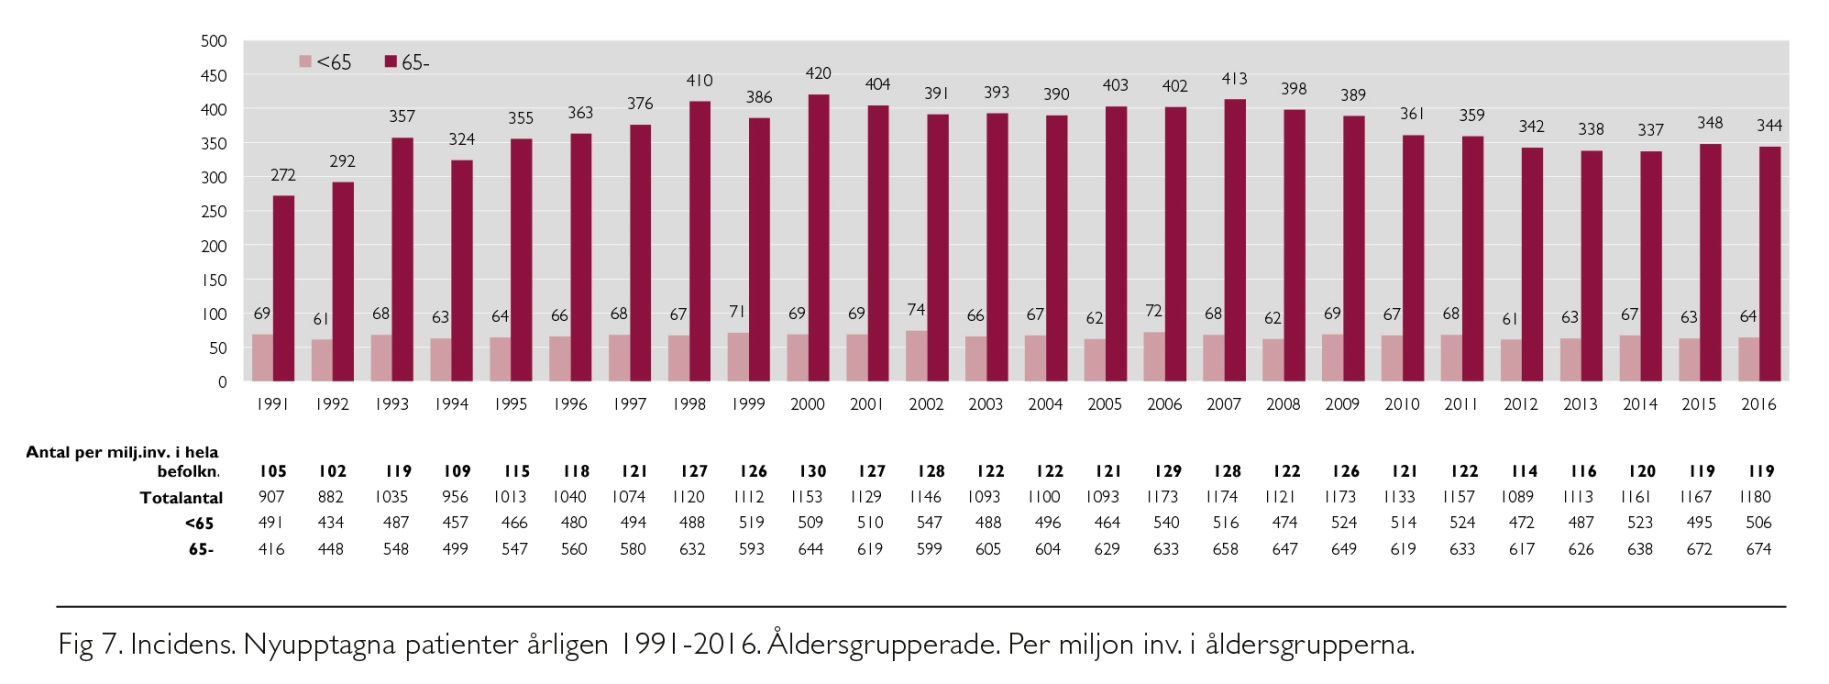 500
<65 65-
450
400
350
300
250
200
150
100
50
0
69 272 61 292 68 357 63 324 64 355 66 363 68 376 67 410 71 386 69 420 69 404 74 391 66 393 67 390 62 403 72 402 68 413 62 398 69 389 67 361 68 359 61 342 63 338 67 337 63 348 64 344
1991 1992 1993 1994 1995 1996 1997 1998 1999 2000 2001 2002 2003 2004 2005 2006 2007 2008 2009 2010 2011 2012 2013 2014 2015 2016
Antal per milj.inv. i hela
befolkn. 105 102 119 109 115 118 121 127 126 130 127 128 122 122 121 129 128 122 126 121 122 114 116 120 119 119
Totalantal 907 882 1035 956 1013 1040 1074 1120 1112 1153 1129 1146 1093 1100 1093 1173 1174 1121 1173 1133 1157 1089 1113 1161 1167 1180
<65 491 434 487 457 466 480 494 488 519 509 510 547 488 496 464 540 516 474 524 514 524 472 487 523 495 506
65- 416 448 548 499 547 560 580 632 593 644 619 599 605 604 629 633 658 647 649 619 633 617 626 638 672 674
Fig 7. Incidens. Nyupptagna patienter årligen 1991-2016. Åldersgrupperade. Per miljon inv. i åldersgrupperna.